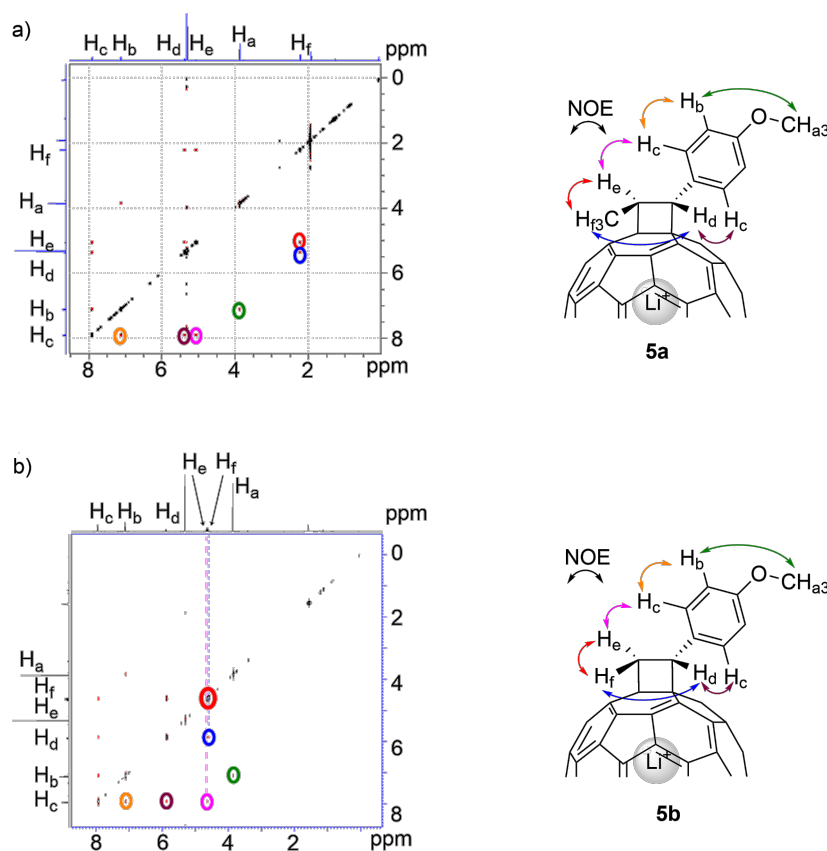 a)
Hc Hb Hd He Ha Hf ppm
0
2
4
6
8
Hf
Ha
He
Hd
Hb
Hc
8 6 4 2
ppm
NOE
Hb
O
CHa3
Hc
He
Hf3C
Hd
Hc
Li+
5a
b)
He Hf
Ha
Hc Hb Hd ppm
0
2
4
6
8
Ha
Hf
He
Hd
Hb
Hc
8 6 4 2
ppm
NOE
Hb
O
CHa3
Hc
He
Hf
Hd
Hc
Li+
5b